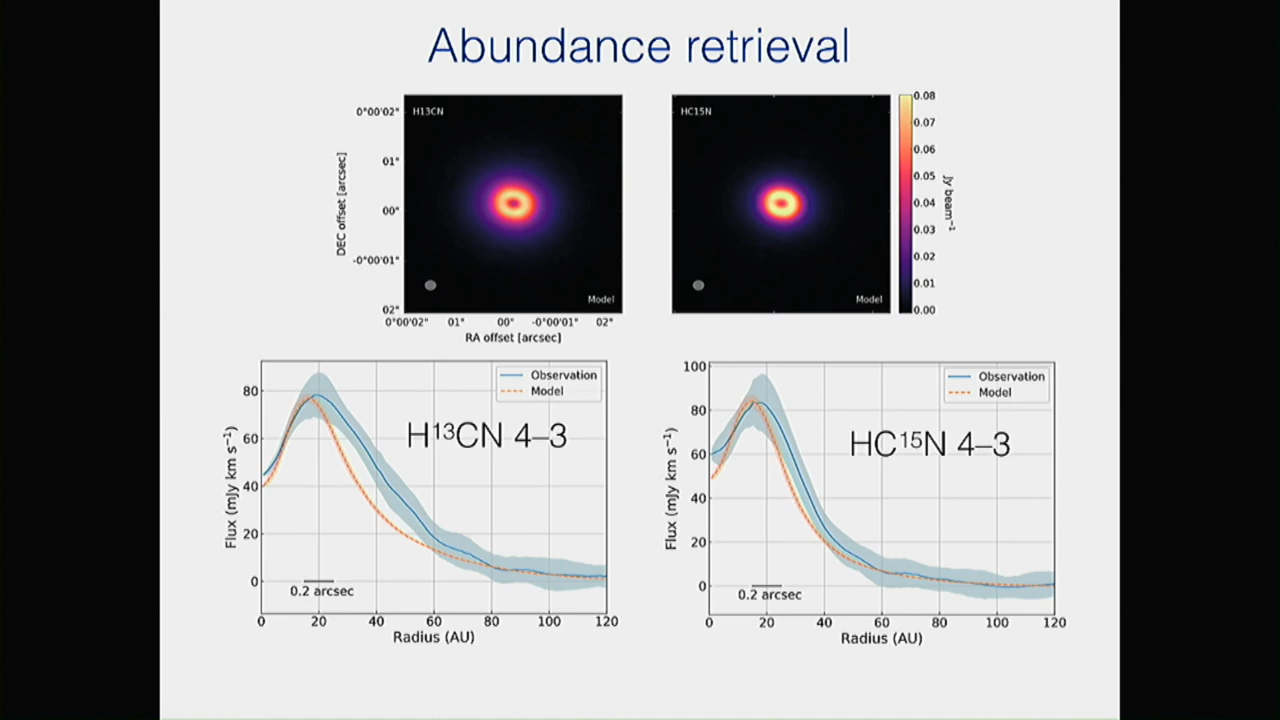 Abundance retrieval
H13CN
Model
0°00'02"
01"
00"
-0°00'01"
02"
DEC offset [arcsec]
0°00'02" 01" 00" -0°00'01" 02"
RA offset [arcsec]
HC15N
Model
0.08
0.07
0.06
0.05
0.04
0.03
0.02
0.01
0.00
Jy beam⁻¹
Observation
Model
H¹³CN 4–3
80
60
40
20
0
Flux (mJy km s⁻¹)
0.2 arcsec
0 20 40 60 80 100 120
Radius (AU)
Observation
Model
HC¹⁵N 4–3
100
80
60
40
20
0
Flux (mJy km s⁻¹)
0.2 arcsec
0 20 40 60 80 100 120
Radius (AU)